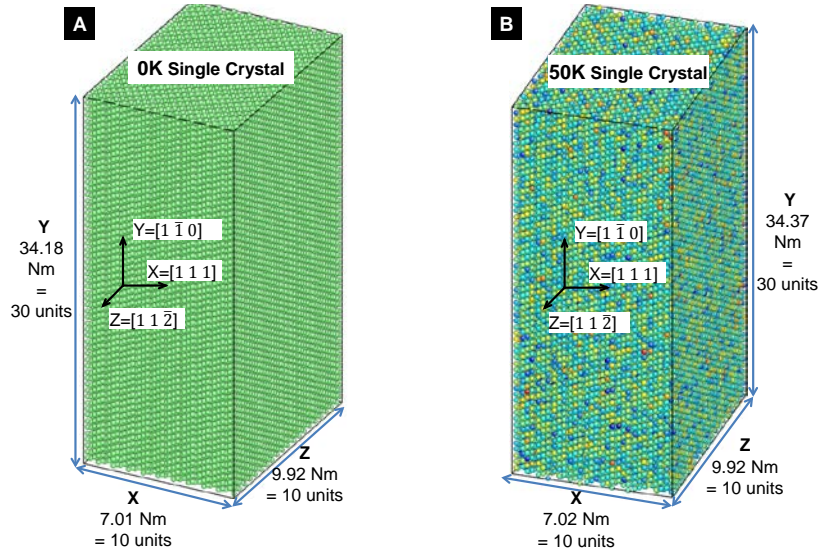 A
0K Single Crystal
Y
34.18
Nm
=
30 units
Y=[1 1̅ 0]
X=[1 1 1]
Z=[1 1 2̅]
X
7.01 Nm
= 10 units
Z
9.92 Nm
= 10 units
B
50K Single Crystal
Y=[1 1̅ 0]
X=[1 1 1]
Z=[1 1 2̅]
Y
34.37
Nm
=
30 units
X
7.02 Nm
= 10 units
Z
9.92 Nm
= 10 units